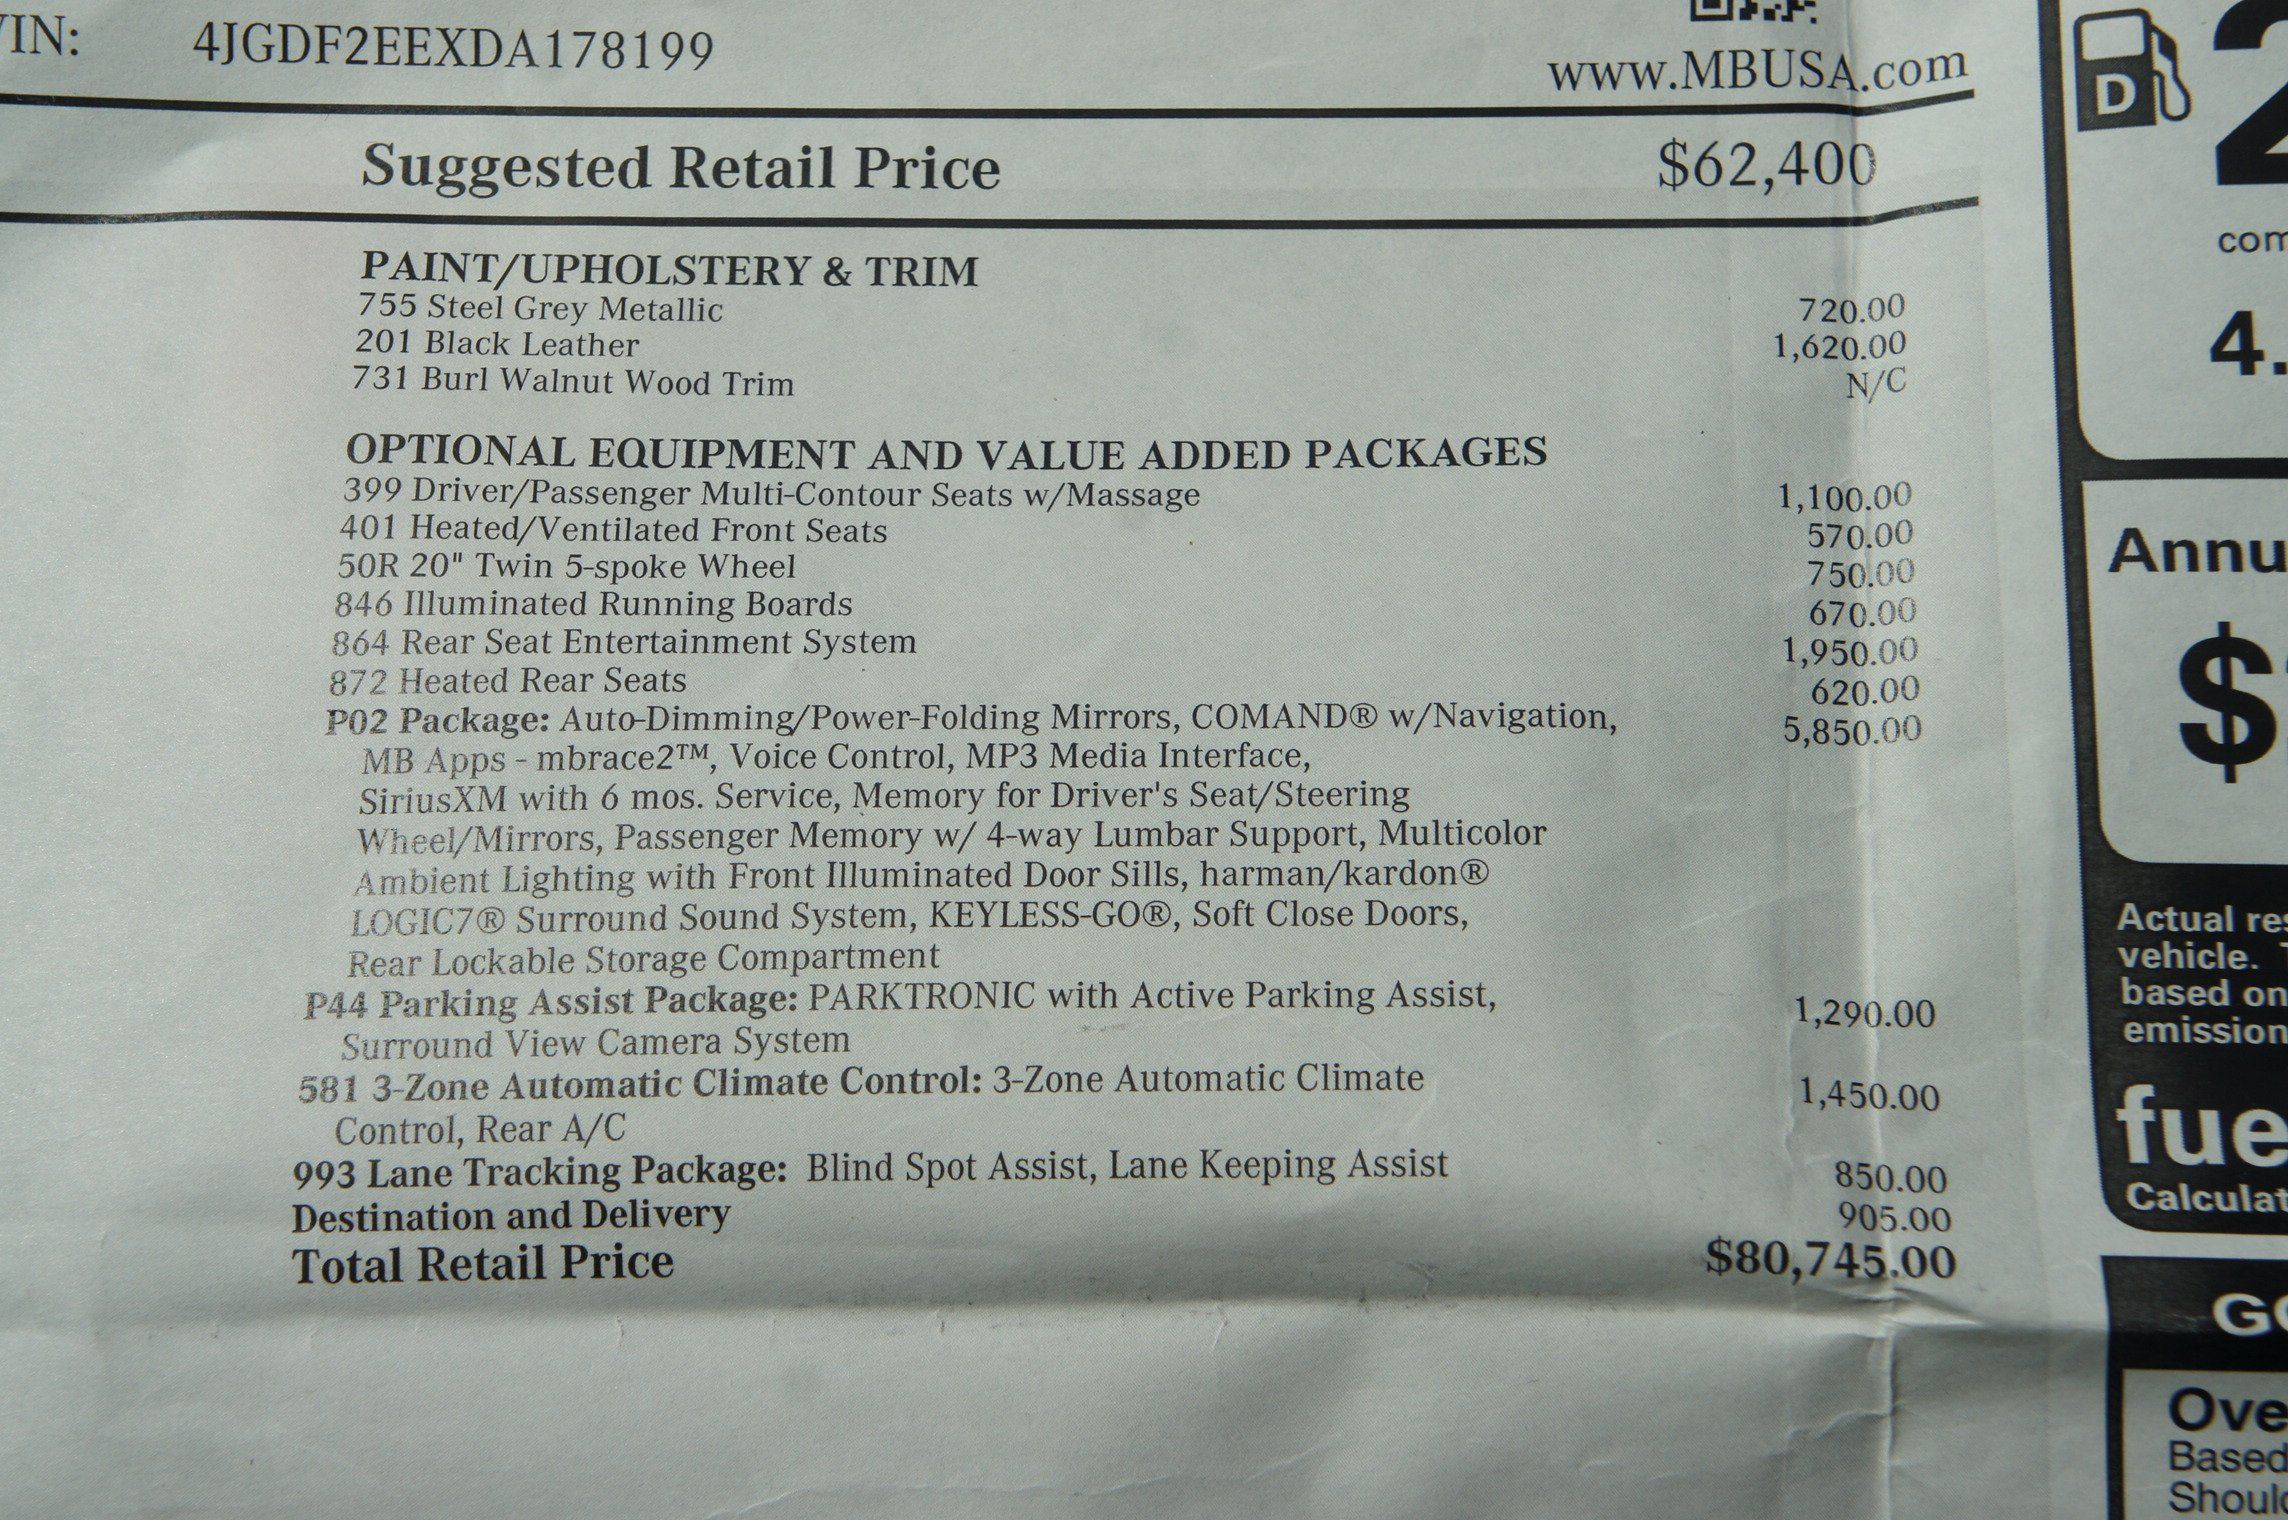 VIN: 4JGDF2EEXDA178199
www.MBUSA.com
Suggested Retail Price $62,400
PAINT/UPHOLSTERY & TRIM
755 Steel Grey Metallic 720.00
201 Black Leather 1,620.00
731 Burl Walnut Wood Trim N/C
OPTIONAL EQUIPMENT AND VALUE ADDED PACKAGES
399 Driver/Passenger Multi-Contour Seats w/Massage 1,100.00
401 Heated/Ventilated Front Seats 570.00
50R 20" Twin 5-spoke Wheel 750.00
846 Illuminated Running Boards 670.00
864 Rear Seat Entertainment System 1,950.00
872 Heated Rear Seats 620.00
P02 Package: Auto-Dimming/Power-Folding Mirrors, COMAND® w/Navigation, 5,850.00
MB Apps - mbrace2™, Voice Control, MP3 Media Interface,
SiriusXM with 6 mos. Service, Memory for Driver's Seat/Steering
Wheel/Mirrors, Passenger Memory w/ 4-way Lumbar Support, Multicolor
Ambient Lighting with Front Illuminated Door Sills, harman/kardon®
LOGIC7® Surround Sound System, KEYLESS-GO®, Soft Close Doors,
Rear Lockable Storage Compartment
P44 Parking Assist Package: PARKTRONIC with Active Parking Assist, 1,290.00
Surround View Camera System
581 3-Zone Automatic Climate Control: 3-Zone Automatic Climate 1,450.00
Control, Rear A/C
993 Lane Tracking Package: Blind Spot Assist, Lane Keeping Assist 850.00
Destination and Delivery 905.00
Total Retail Price $80,745.00
D
2
com
4.
Annu
$
Actual res
vehicle.
based on
emission
fue
Calculat
Ove
Based
Should